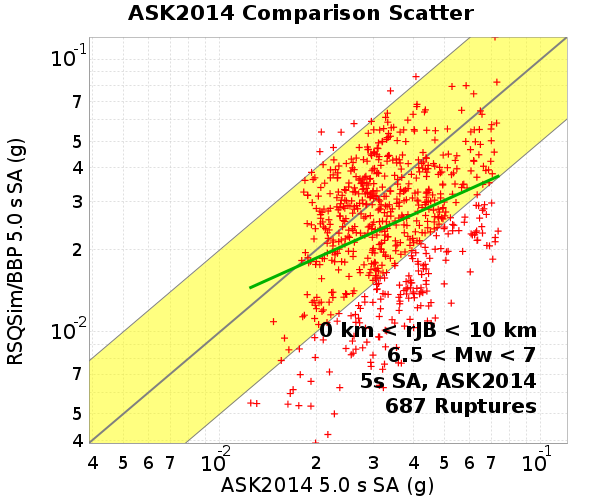 ASK2014 Comparison Scatter
RSQSim/BBP 5.0 s SA (g)
10⁻¹
7
5
4
3
2
10⁻²
7
5
4
0 km < rJB < 10 km
6.5 < Mw < 7
5s SA, ASK2014
687 Ruptures
4 5 6 7 10⁻² 2 3 4 5 6 7 10⁻¹
ASK2014 5.0 s SA (g)